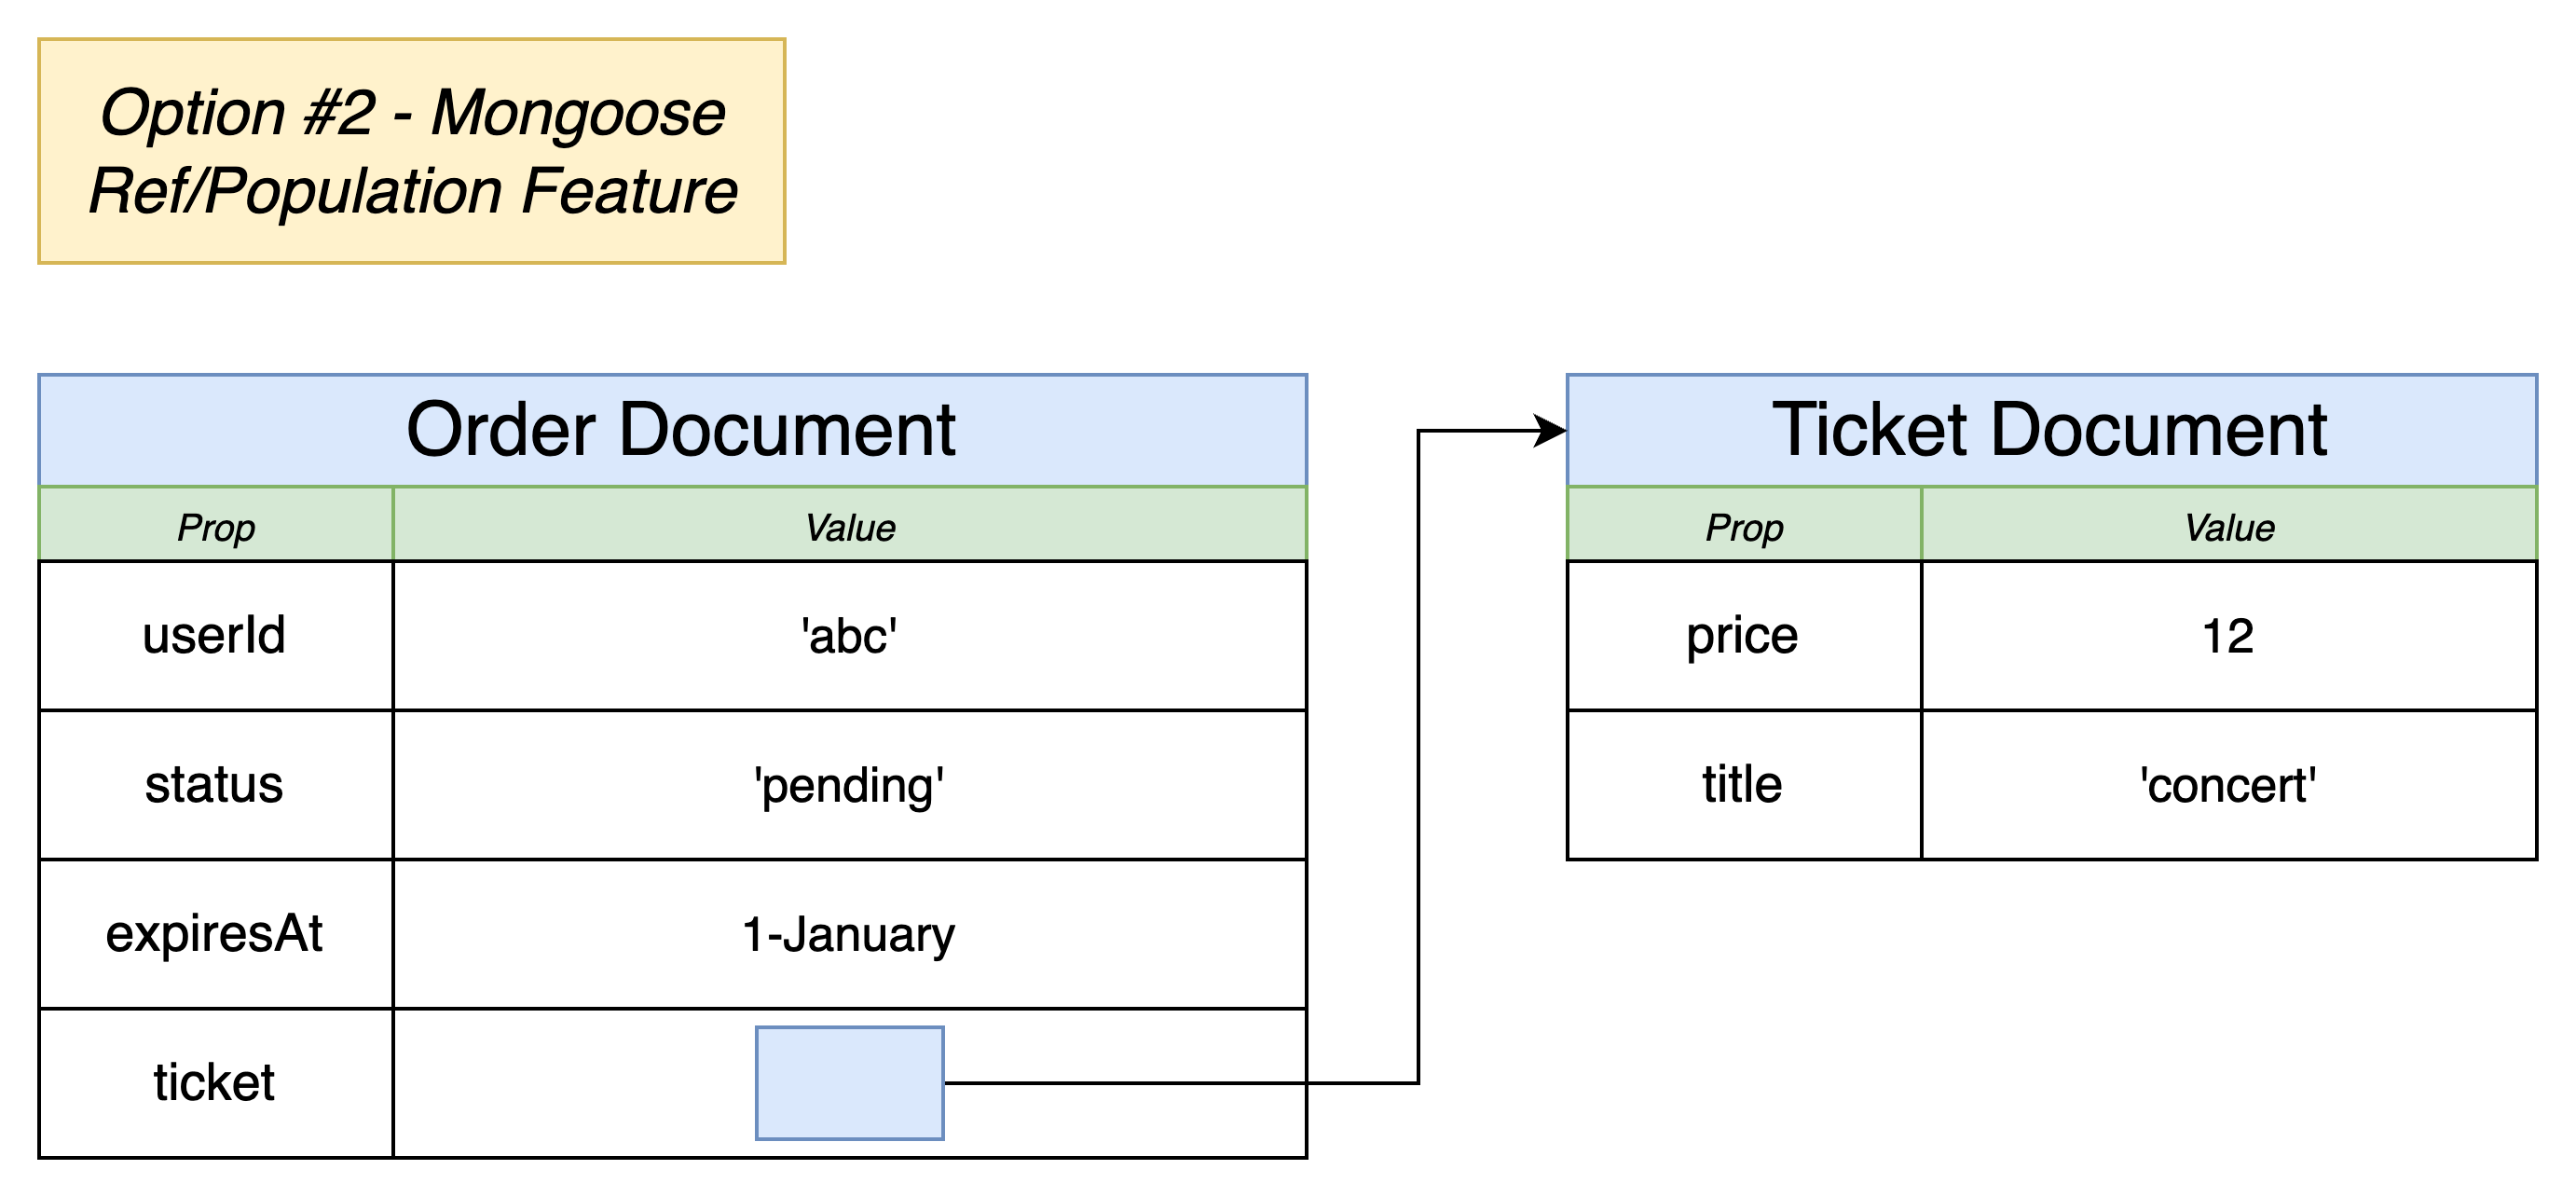 Option #2 - Mongoose
Ref/Population Feature
Order Document
Prop Value
userId 'abc'
status 'pending'
expiresAt 1-January
ticket
Ticket Document
Prop Value
price 12
title 'concert'